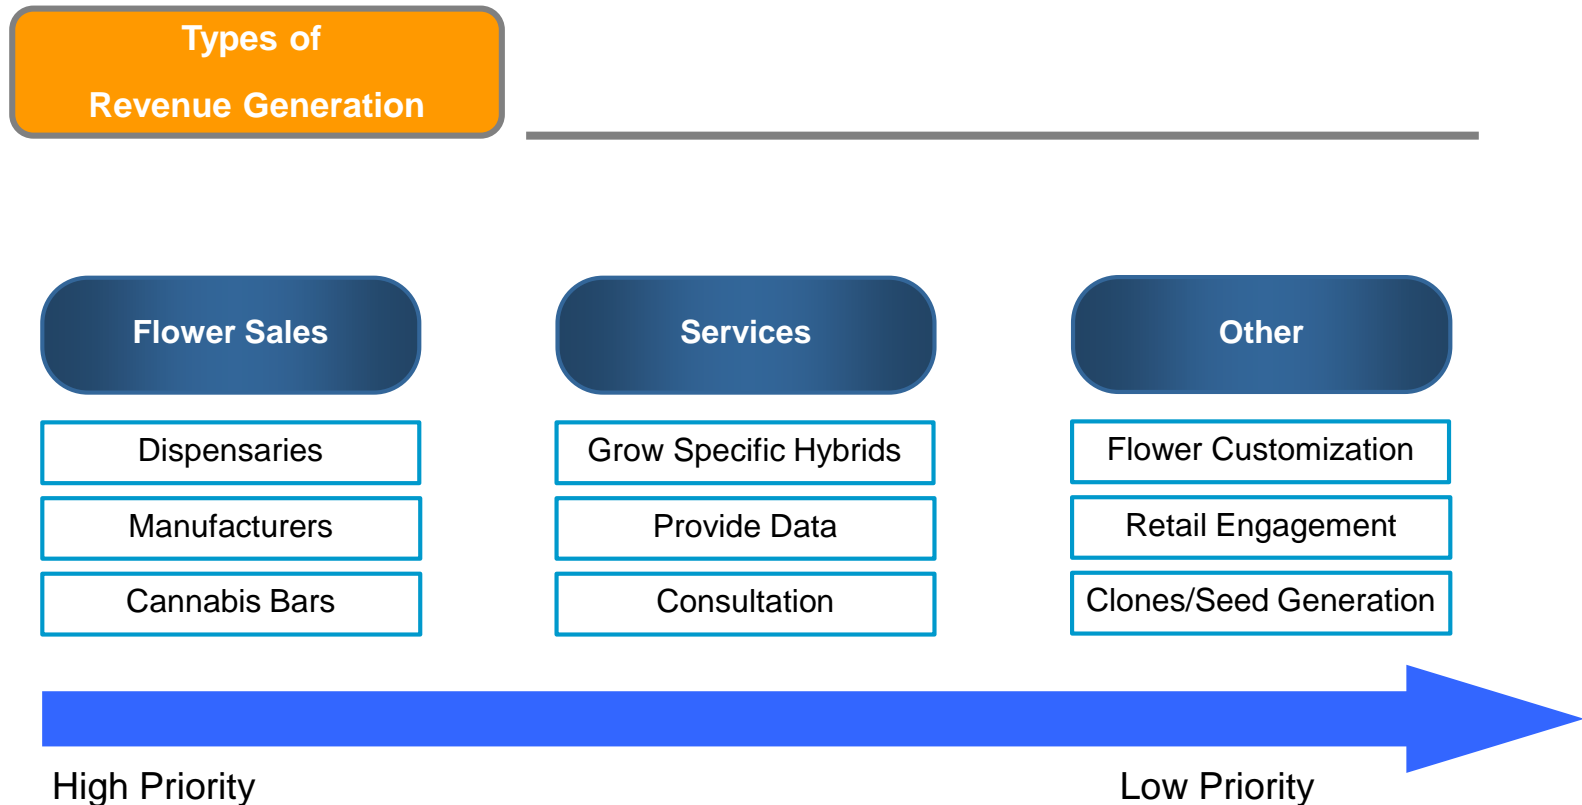 Types of
Revenue Generation
Flower Sales
Dispensaries
Manufacturers
Cannabis Bars
Services
Grow Specific Hybrids
Provide Data
Consultation
Other
Flower Customization
Retail Engagement
Clones/Seed Generation
High Priority
Low Priority